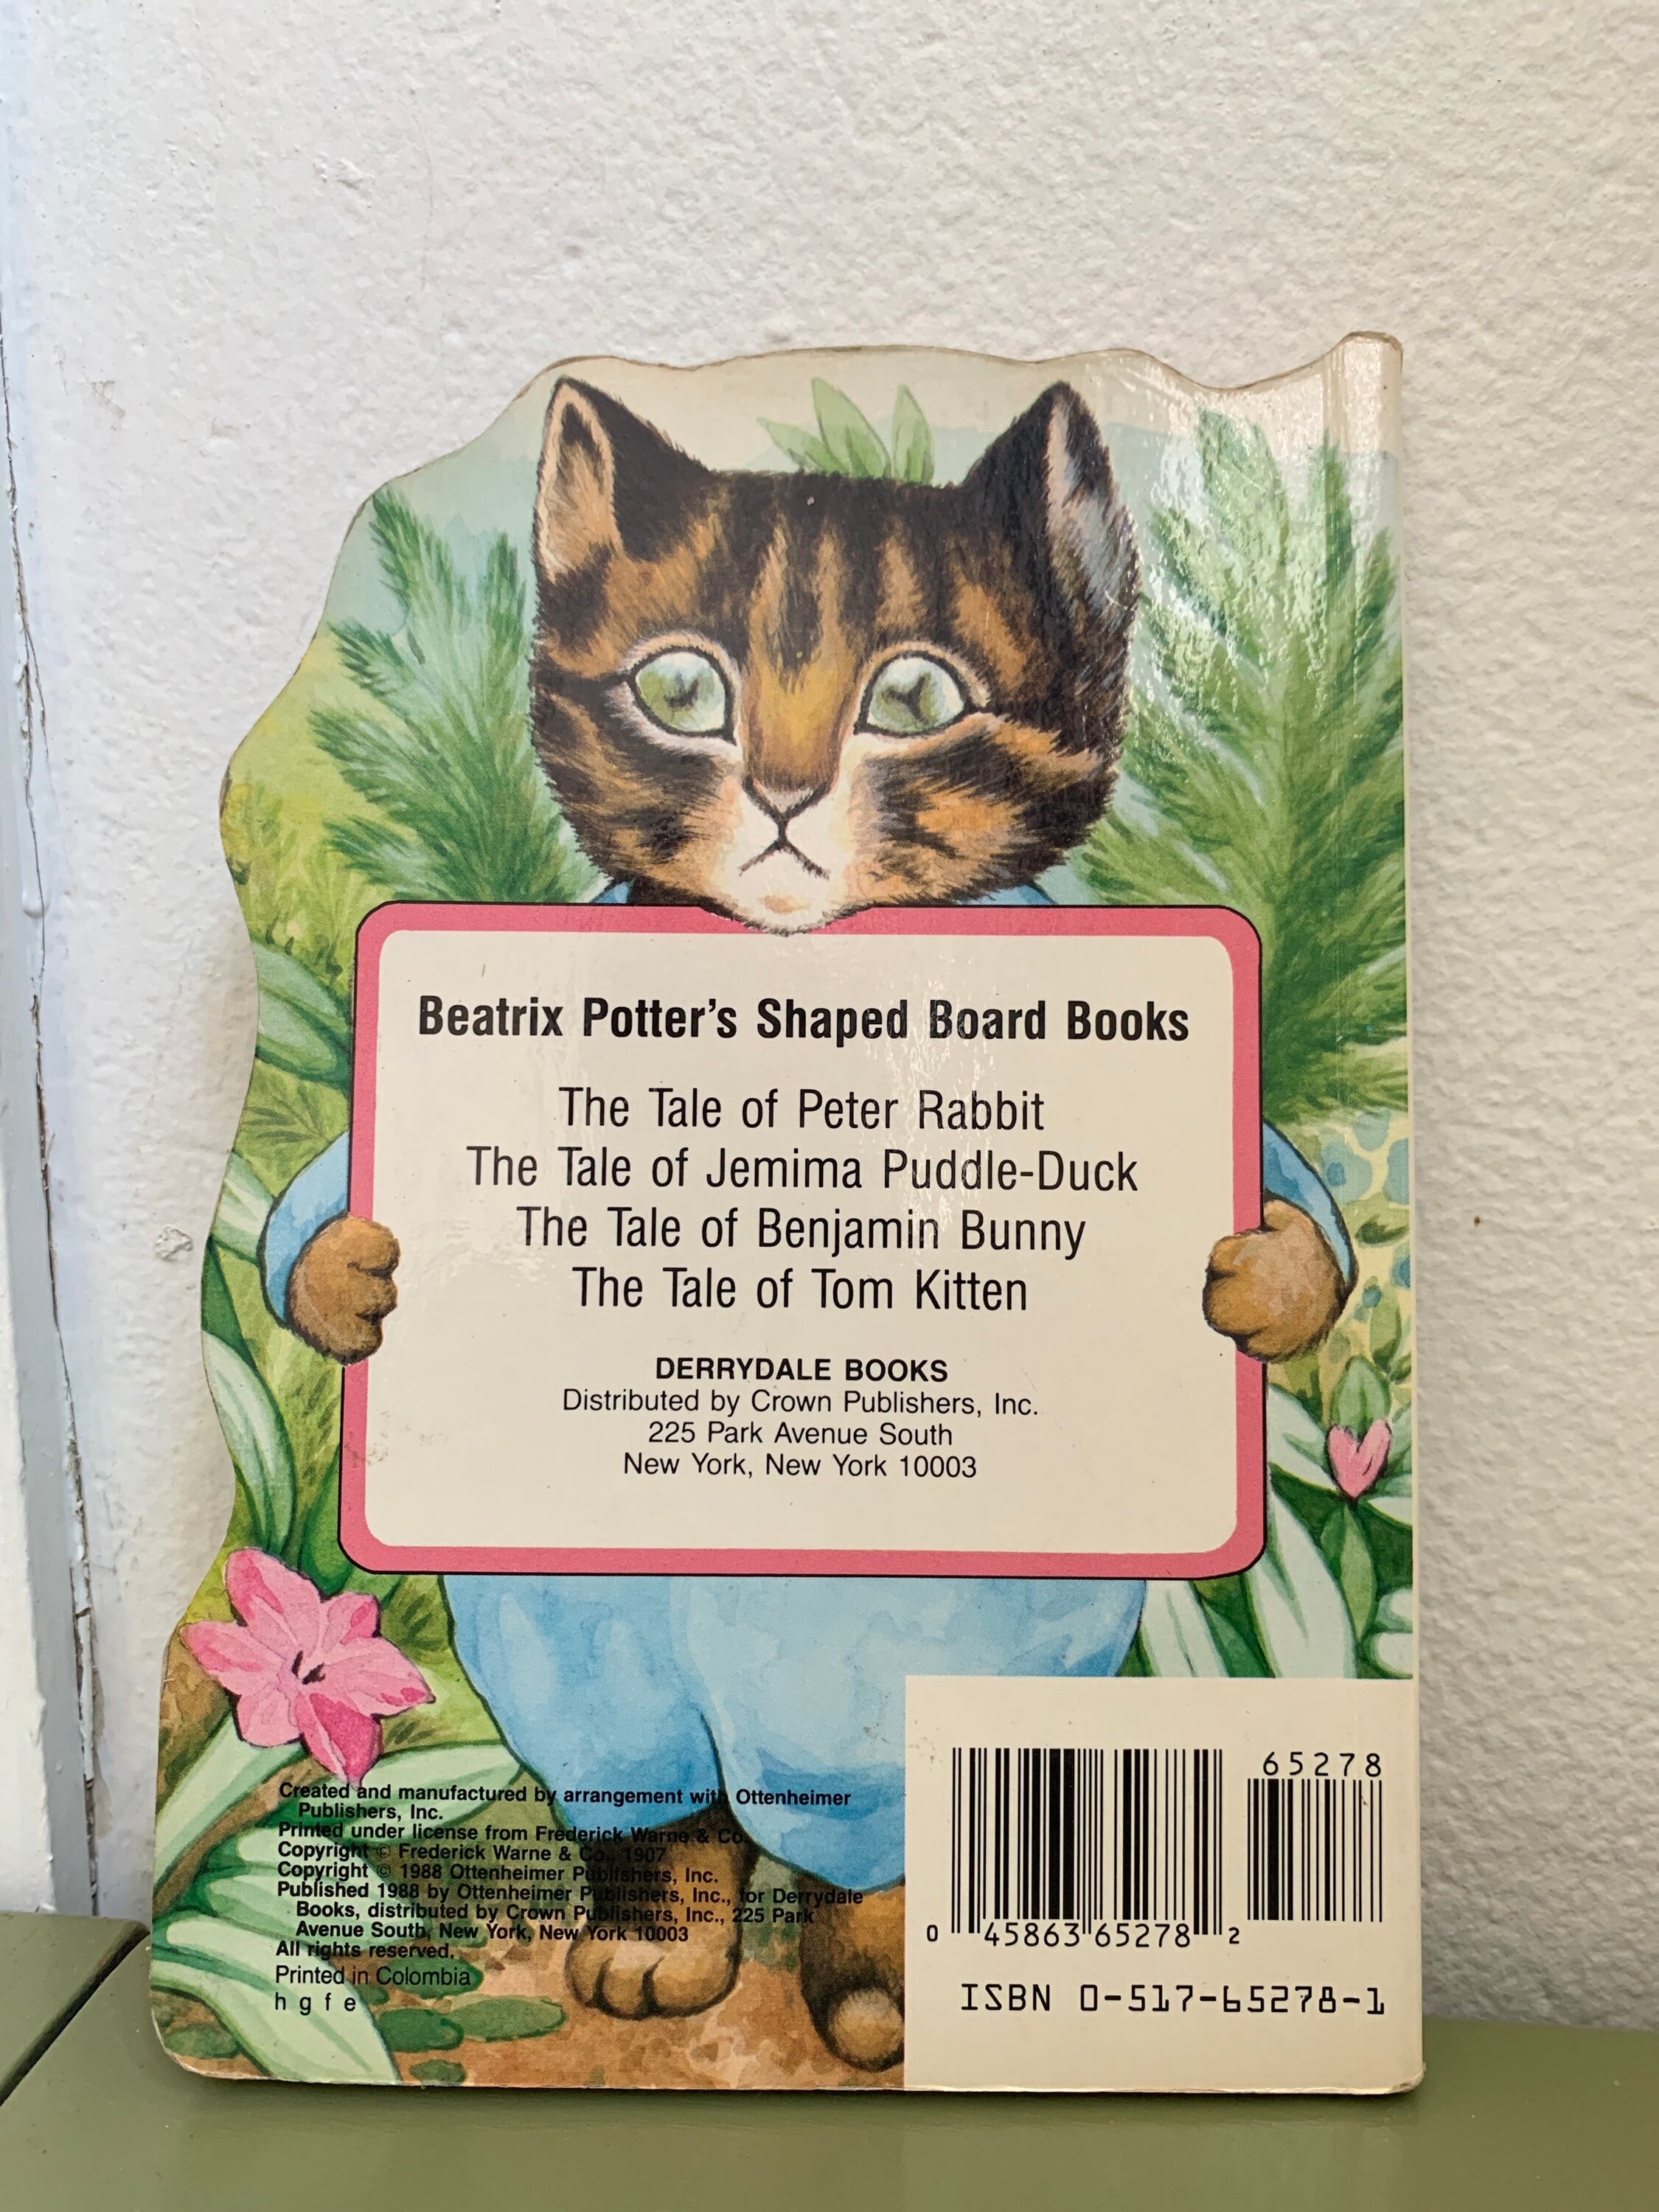 Beatrix Potter's Shaped Board Books
The Tale of Peter Rabbit
The Tale of Jemima Puddle-Duck
The Tale of Benjamin Bunny
The Tale of Tom Kitten
DERRYDALE BOOKS
Distributed by Crown Publishers, Inc.
225 Park Avenue South
New York, New York 10003
Created and manufactured by arrangement with Ottenheimer
Publishers, Inc.
Printed under license from Frederick Warne & Co.
Copyright © Frederick Warne & Co., 1907
Copyright © 1988 Ottenheimer Publishers, Inc.
Published 1988 by Ottenheimer Publishers, Inc., for Derrydale
Books, distributed by Crown Publishers, Inc., 225 Park
Avenue South, New York, New York 10003
All rights reserved.
Printed in Colombia
h g f e
65278
0 45863 65278 2
ISBN 0-517-65278-1